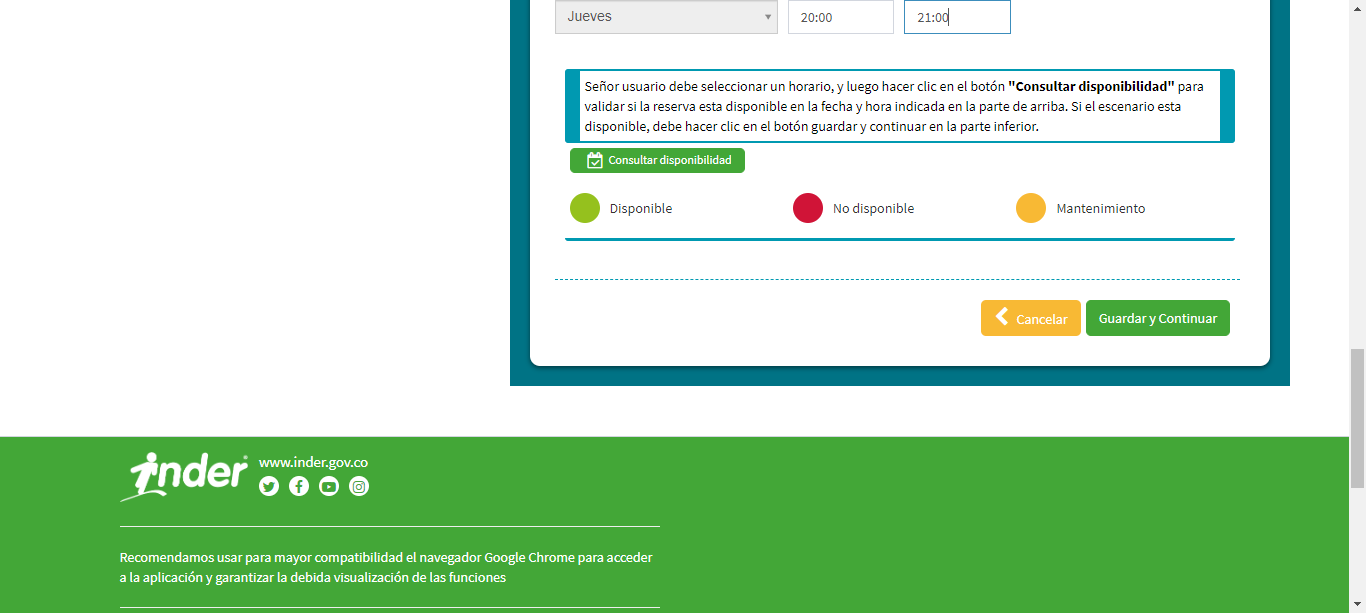 Jueves 20:00 21:00
Señor usuario debe seleccionar un horario, y luego hacer clic en el botón "Consultar disponibilidad" para
validar si la reserva esta disponible en la fecha y hora indicada en la parte de arriba. Si el escenario esta
disponible, debe hacer clic en el botón guardar y continuar en la parte inferior.
Consultar disponibilidad
Disponible No disponible Mantenimiento
Cancelar Guardar y Continuar
inder www.inder.gov.co
Recomendamos usar para mayor compatibilidad el navegador Google Chrome para acceder
a la aplicación y garantizar la debida visualización de las funciones